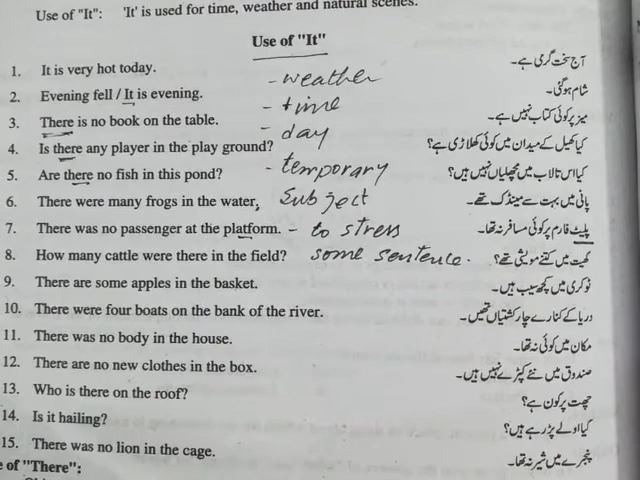 Use of "It": 'It' is used for time, weather and natural scenes.
Use of "It"
1. It is very hot today. آج سخت گرمی ہے۔
- weather
2. Evening fell / It is evening. شام ہوگئی۔
- time
3. There is no book on the table. میز پر کوئی کتاب نہیں ہے۔
- day
4. Is there any player in the play ground? کیا کھیل کے میدان میں کوئی کھلاڑی ہے؟
- temporary
5. Are there no fish in this pond? کیا اس تالاب میں مچھلیاں نہیں ہیں؟
6. There were many frogs in the water, Subject پانی میں بہت سے مینڈک تھے۔
7. There was no passenger at the platform. - to stress پلیٹ فارم پر کوئی مسافر نہ تھا۔
8. How many cattle were there in the field? some sentence. کھیت میں کتنے مویشی تھے؟
9. There are some apples in the basket. ٹوکری میں کچھ سیب ہیں۔
10. There were four boats on the bank of the river. دریا کے کنارے چار کشتیاں تھیں۔
11. There was no body in the house. مکان میں کوئی نہ تھا۔
12. There are no new clothes in the box. صندوق میں نئے کپڑے نہیں ہیں۔
13. Who is there on the roof? چھت پر کون ہے؟
14. Is it hailing? کیا اولے پڑ رہے ہیں؟
15. There was no lion in the cage. پنجرے میں شیر نہ تھا۔
e of "There":